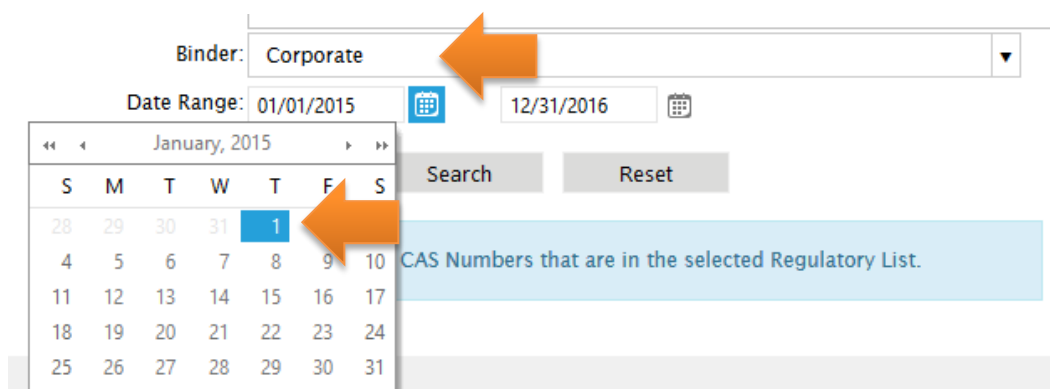 Binder: Corporate
Date Range: 01/01/2015 12/31/2016
January, 2015
S M T W T F S
28 29 30 31 1
4 5 6 7 8 9 10
11 12 13 14 15 16 17
18 19 20 21 22 23 24
25 26 27 28 29 30 31
Search Reset
CAS Numbers that are in the selected Regulatory List.